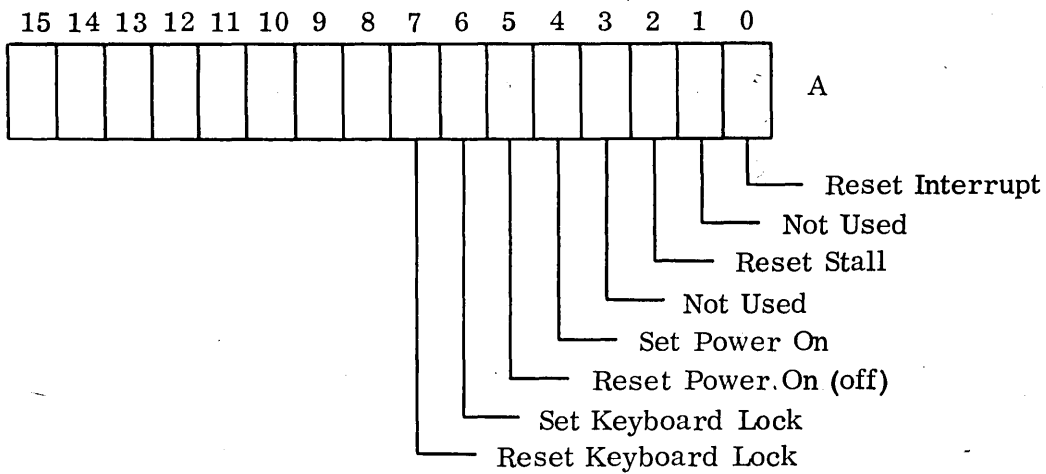 15 14 13 12 11 10 9 8 7 6 5 4 3 2 1 0
A
Reset Interrupt
Not Used
Reset Stall
Not Used
Set Power On
Reset Power.On (off)
Set Keyboard Lock
Reset Keyboard Lock